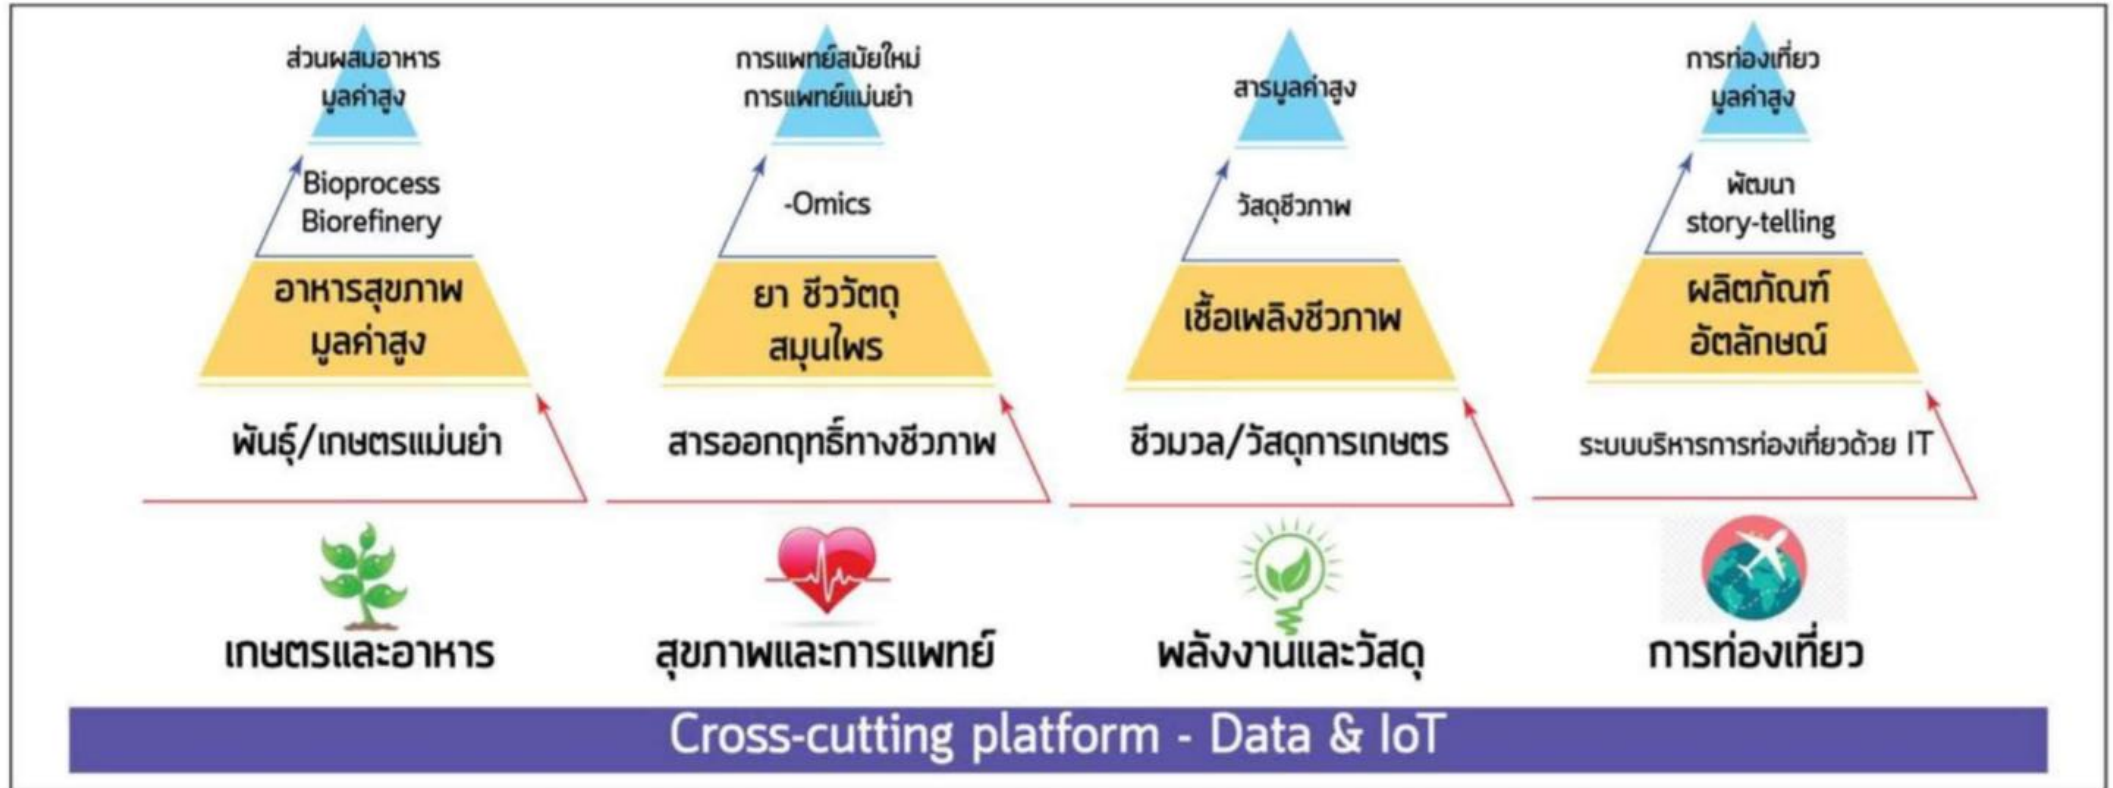 ส่วนผสมอาหาร
มูลค่าสูง
Bioprocess
Biorefinery
อาหารสุขภาพ
มูลค่าสูง
พันธุ์/เกษตรแม่นยำ
เกษตรและอาหาร
การแพทย์สมัยใหม่
การแพทย์แม่นยำ
-Omics
ยา ชีววัตถุ
สมุนไพร
สารออกฤทธิ์ทางชีวภาพ
สุขภาพและการแพทย์
สารมูลค่าสูง
วัสดุชีวภาพ
เชื้อเพลิงชีวภาพ
ชีวมวล/วัสดุการเกษตร
พลังงานและวัสดุ
การท่องเที่ยว
มูลค่าสูง
พัฒนา
story-telling
ผลิตภัณฑ์
อัตลักษณ์
ระบบบริหารการท่องเที่ยวด้วย IT
การท่องเที่ยว
Cross-cutting platform - Data & IoT